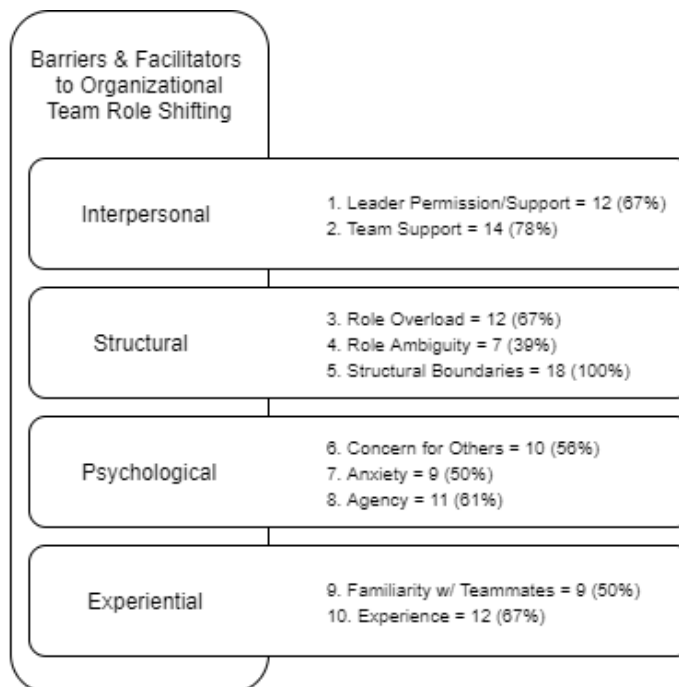 Barriers & Facilitators
to Organizational
Team Role Shifting
Interpersonal
1. Leader Permission/Support = 12 (67%)
2. Team Support = 14 (78%)
Structural
3. Role Overload = 12 (67%)
4. Role Ambiguity = 7 (39%)
5. Structural Boundaries = 18 (100%)
Psychological
6. Concern for Others = 10 (56%)
7. Anxiety = 9 (50%)
8. Agency = 11 (61%)
Experiential
9. Familiarity w/ Teammates = 9 (50%)
10. Experience = 12 (67%)